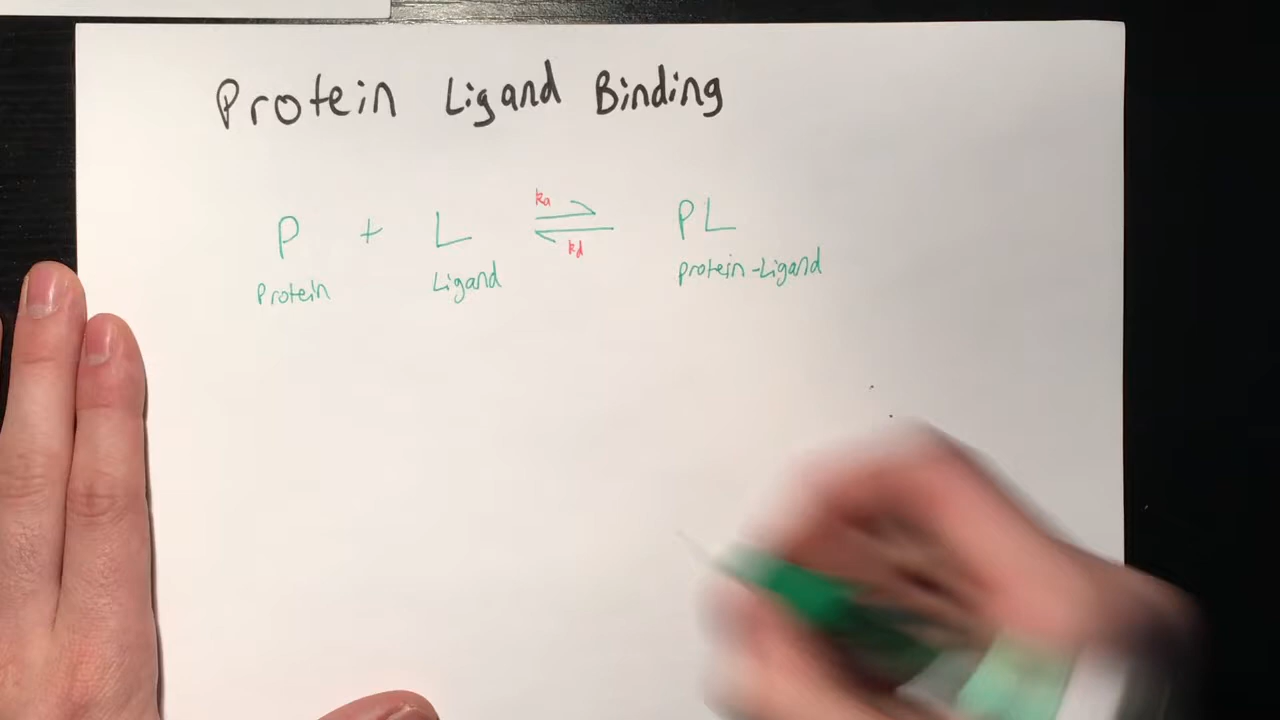 Protein Ligand Binding
ka
P + L ⇌ PL
kd
Protein Ligand protein-Ligand